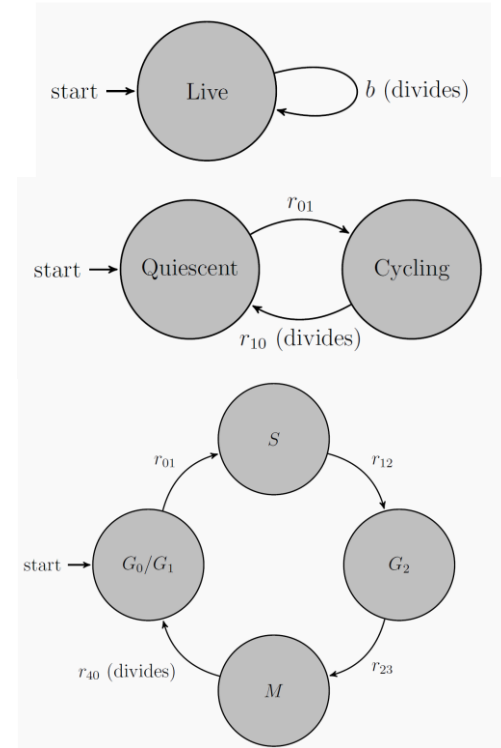 start Live b (divides)
r01
start Quiescent Cycling
r10 (divides)
S
r01 r12
start G0/G1 G2
r40 (divides) r23
M